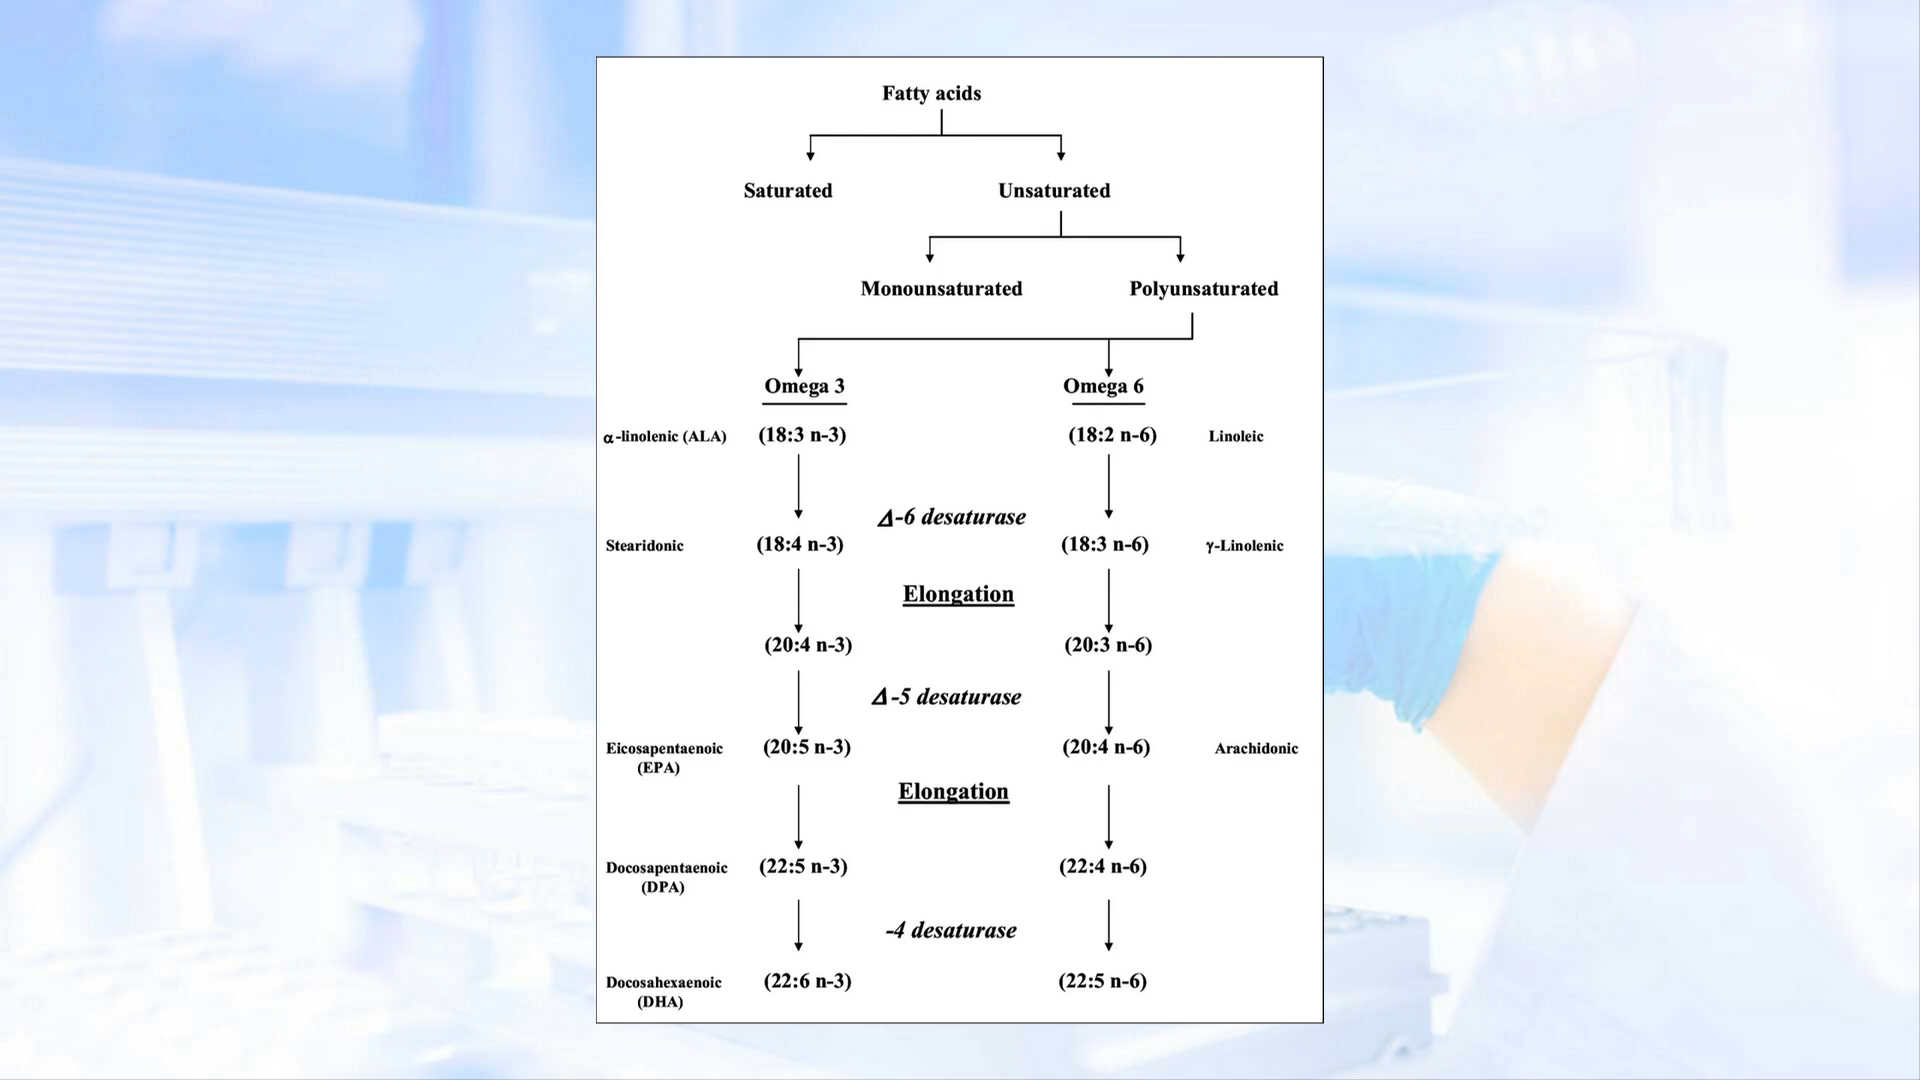 Fatty acids
Saturated Unsaturated
Monounsaturated Polyunsaturated
Omega 3 Omega 6
α-linolenic (ALA) (18:3 n-3) (18:2 n-6) Linoleic
Δ-6 desaturase
Stearidonic (18:4 n-3) (18:3 n-6) γ-Linolenic
Elongation
(20:4 n-3) (20:3 n-6)
Δ-5 desaturase
Eicosapentaenoic (20:5 n-3) (20:4 n-6) Arachidonic
(EPA)
Elongation
Docosapentaenoic (22:5 n-3) (22:4 n-6)
(DPA)
-4 desaturase
Docosahexaenoic (22:6 n-3) (22:5 n-6)
(DHA)